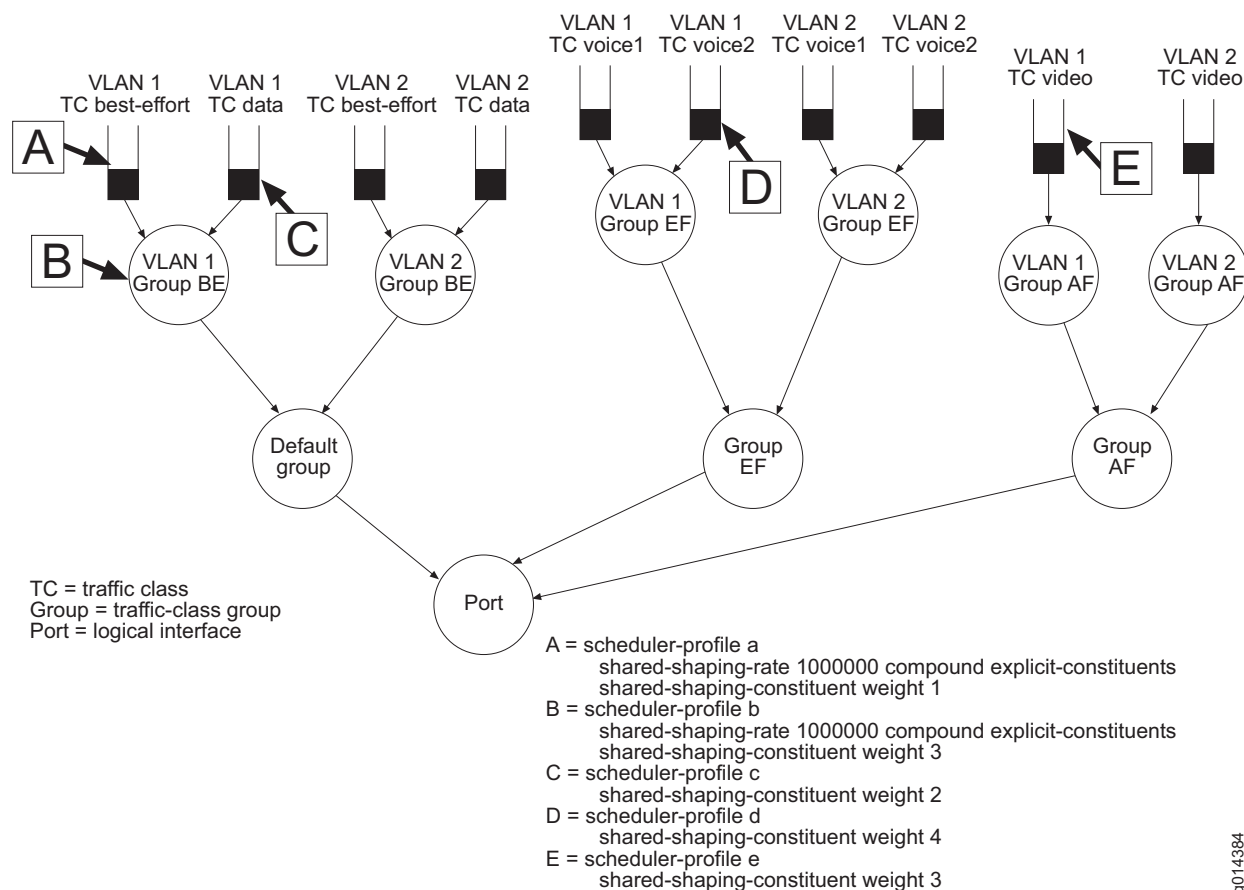 VLAN 1
TC voice1
VLAN 1
TC voice2
VLAN 2
TC voice1
VLAN 2
TC voice2
VLAN 1
TC video
VLAN 2
TC video
VLAN 1
TC best-effort
VLAN 1
TC data
VLAN 2
TC best-effort
VLAN 2
TC data
A
B
C
D
E
VLAN 1
Group EF
VLAN 2
Group EF
VLAN 1
Group BE
VLAN 2
Group BE
VLAN 1
Group AF
VLAN 2
Group AF
Default
group
Group
EF
Group
AF
Port
TC = traffic class
Group = traffic-class group
Port = logical interface
A = scheduler-profile a
shared-shaping-rate 1000000 compound explicit-constituents
shared-shaping-constituent weight 1
B = scheduler-profile b
shared-shaping-rate 1000000 compound explicit-constituents
shared-shaping-constituent weight 3
C = scheduler-profile c
shared-shaping-constituent weight 2
D = scheduler-profile d
shared-shaping-constituent weight 4
E = scheduler-profile e
shared-shaping-constituent weight 3
g014384